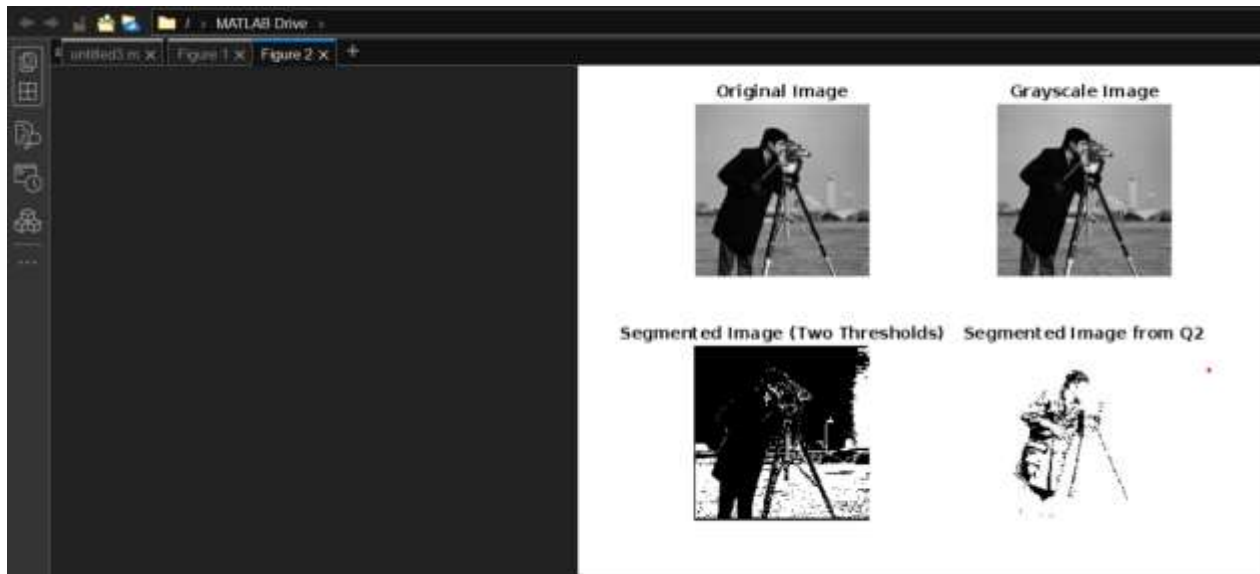 / › MATLAB Drive ›
untitled3.m × Figure 1 × Figure 2 × +
Original Image Grayscale Image
Segmented Image (Two Thresholds) Segmented Image from Q2